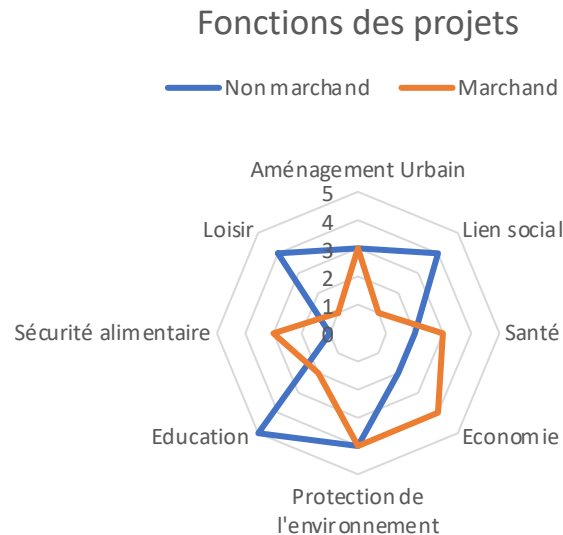 Fonctions des projets
Non marchand
Marchand
Aménagement Urbain
5
4
3
2
1
0
Loisir
Lien social
Sécurité alimentaire
Santé
Education
Economie
Protection de
l'environnement